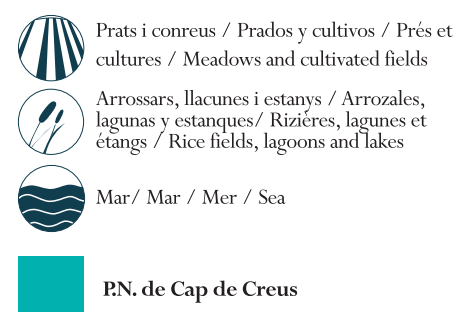 Prats i conreus / Prados y cultivos / Prés et
cultures / Meadows and cultivated fields
Arrossars, llacunes i estanys / Arrozales,
lagunas y estanques/ Rizières, lagunes et
étangs / Rice fields, lagoons and lakes
Mar/ Mar / Mer / Sea
P.N. de Cap de Creus